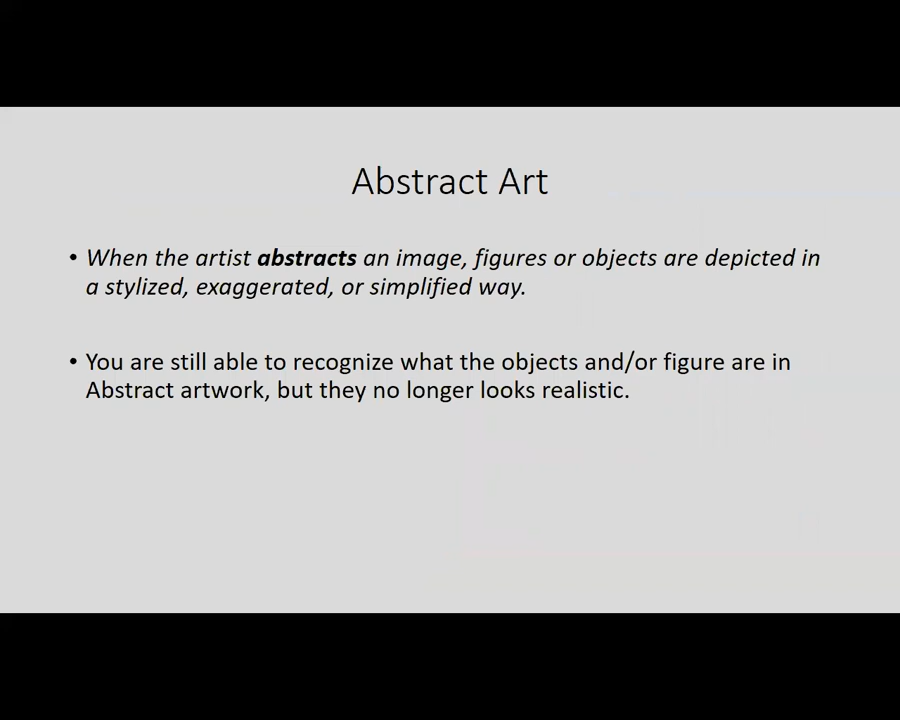 Abstract Art
• When the artist abstracts an image, figures or objects are depicted in
a stylized, exaggerated, or simplified way.
• You are still able to recognize what the objects and/or figure are in
Abstract artwork, but they no longer looks realistic.